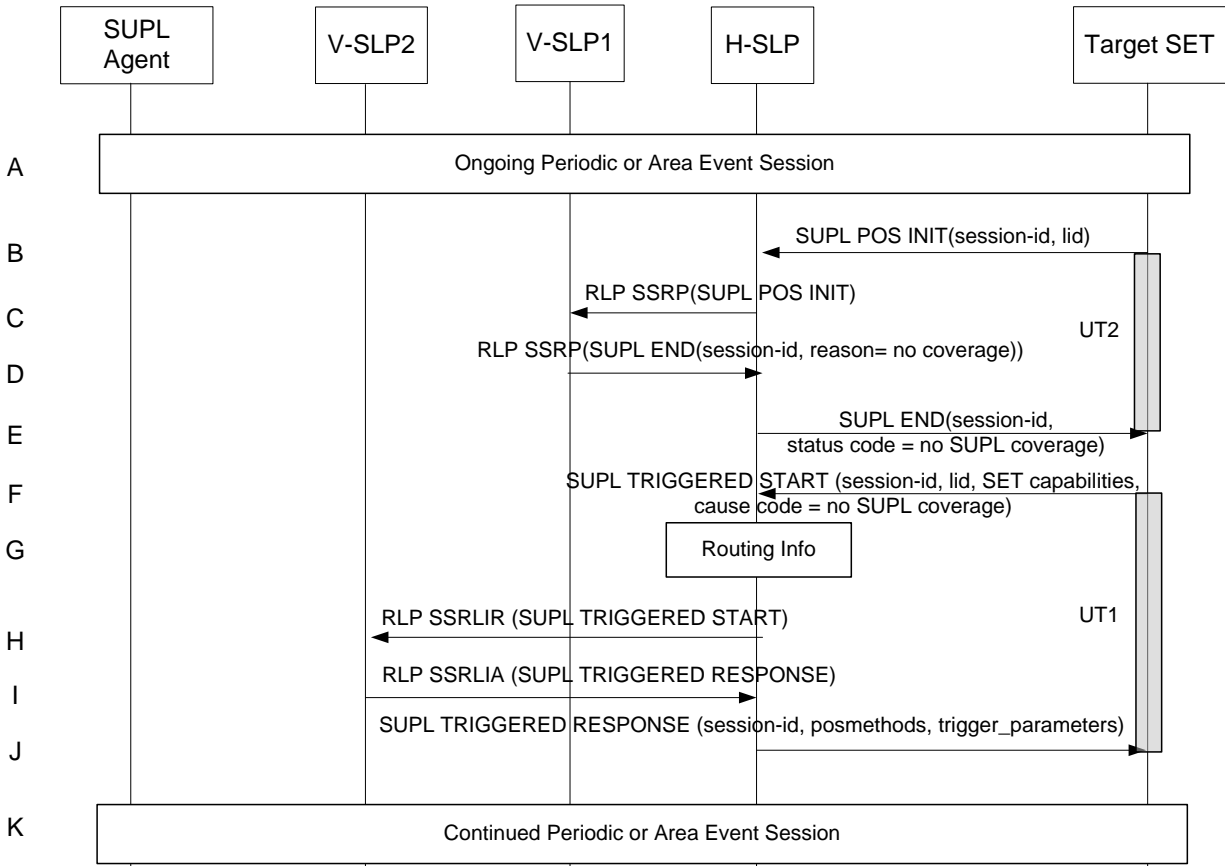 SUPL
Agent
V-SLP2
V-SLP1
H-SLP
Target SET
A
Ongoing Periodic or Area Event Session
B
SUPL POS INIT(session-id, lid)
C
RLP SSRP(SUPL POS INIT)
UT2
D
RLP SSRP(SUPL END(session-id, reason= no coverage))
E
SUPL END(session-id,
status code = no SUPL coverage)
F
SUPL TRIGGERED START (session-id, lid, SET capabilities,
cause code = no SUPL coverage)
G
Routing Info
H
RLP SSRLIR (SUPL TRIGGERED START)
UT1
I
RLP SSRLIA (SUPL TRIGGERED RESPONSE)
J
SUPL TRIGGERED RESPONSE (session-id, posmethods, trigger_parameters)
K
Continued Periodic or Area Event Session